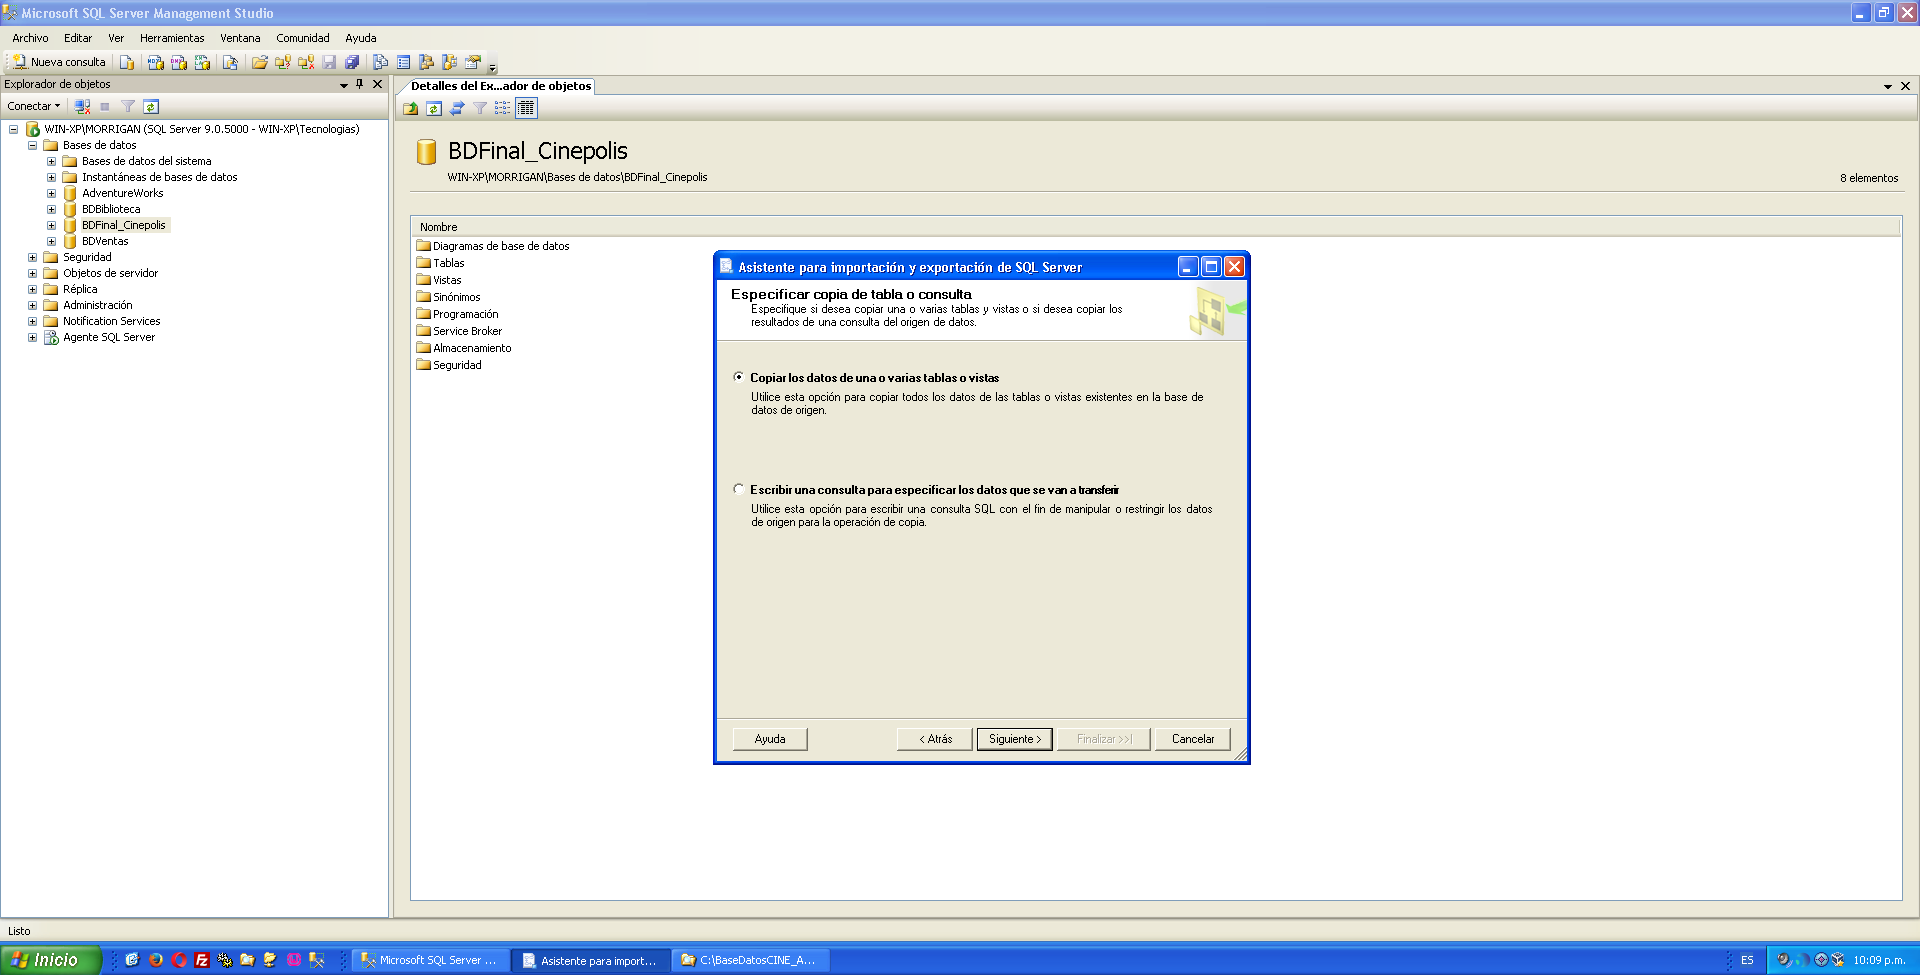 Microsoft SQL Server Management Studio
Archivo Editar Ver Herramientas Ventana Comunidad Ayuda
Nueva consulta
Explorador de objetos
Conectar
WIN-XP\MORRIGAN (SQL Server 9.0.5000 - WIN-XP\Tecnologias)
Bases de datos
Bases de datos del sistema
Instantáneas de bases de datos
AdventureWorks
BDBiblioteca
BDFinal_Cinepolis
BDVentas
Seguridad
Objetos de servidor
Réplica
Administración
Notification Services
Agente SQL Server
Detalles del Ex...ador de objetos
BDFinal_Cinepolis
WIN-XP\MORRIGAN\Bases de datos\BDFinal_Cinepolis
8 elementos
Nombre
Diagramas de base de datos
Tablas
Vistas
Sinónimos
Programación
Service Broker
Almacenamiento
Seguridad
Asistente para importación y exportación de SQL Server
Especificar copia de tabla o consulta
Especifique si desea copiar una o varias tablas y vistas o si desea copiar los
resultados de una consulta del origen de datos.
Copiar los datos de una o varias tablas o vistas
Utilice esta opción para copiar todos los datos de las tablas o vistas existentes en la base de
datos de origen.
Escribir una consulta para especificar los datos que se van a transferir
Utilice esta opción para escribir una consulta SQL con el fin de manipular o restringir los datos
de origen para la operación de copia.
Ayuda < Atrás Siguiente > Finalizar >>| Cancelar
Listo
Inicio Microsoft SQL Server ... Asistente para import... C:\BaseDatosCINE_A... ES 10:09 p.m.